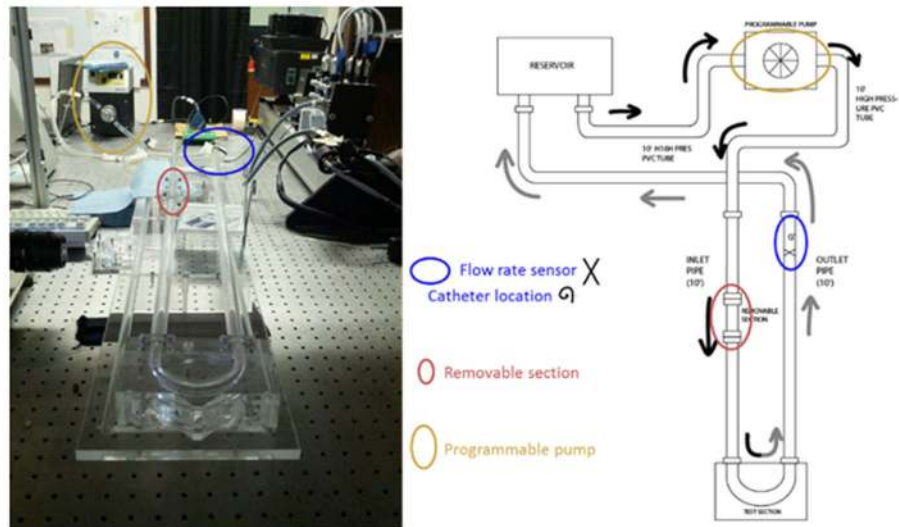 PROGRAMMABLE PUMP
RESERVOIR
10'
HIGH PRESS-
URE PVC
TUBE
10' HIGH PRES
PVC TUBE
Flow rate sensor
Catheter location
INLET
PIPE
(10')
OUTLET
PIPE
(10')
REMOVABLE
SECTION
Removable section
Programmable pump
TEST SECTION